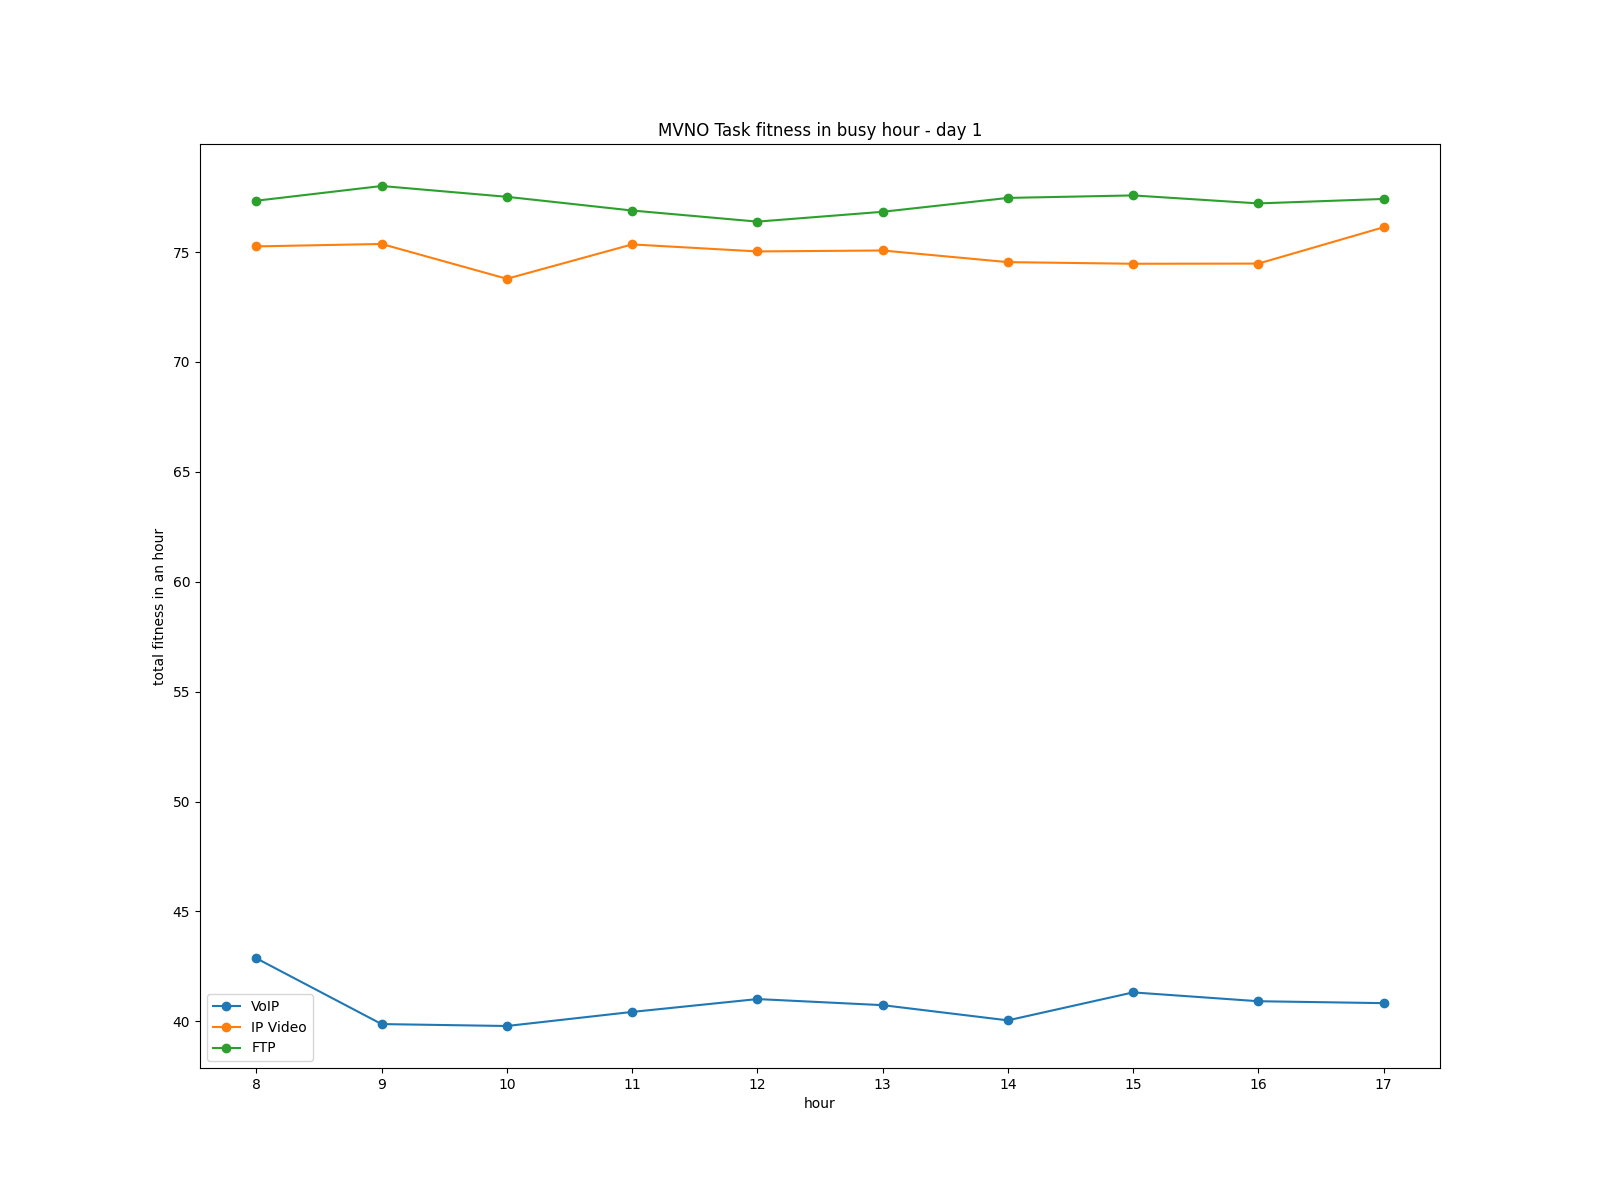 MVNO Task fitness in busy hour - day 1
75
70
65
60
55
50
45
40
total fitness in an hour
VoIP
IP Video
FTP
8 9 10 11 12 13 14 15 16 17
hour